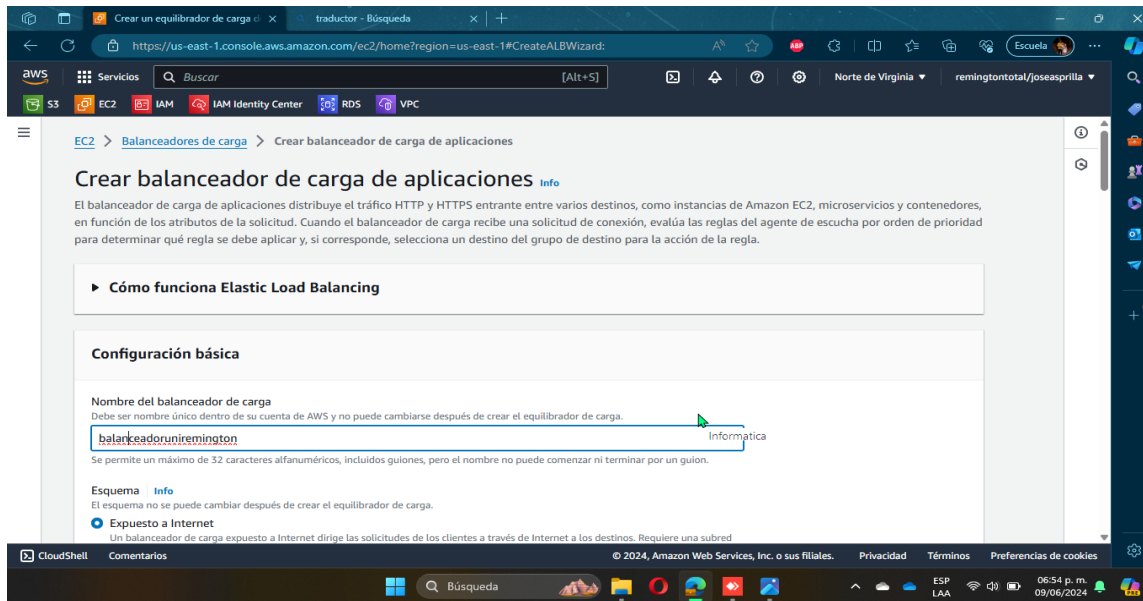 Crear un equilibrador de carga d
traductor - Búsqueda
https://us-east-1.console.aws.amazon.com/ec2/home?region=us-east-1#CreateALBWizard:
ABP
Escuela
aws
Servicios
Buscar
[Alt+S]
Norte de Virginia
remingtontotal/joseasprilla
S3
EC2
IAM
IAM Identity Center
RDS
VPC
EC2 > Balanceadores de carga > Crear balanceador de carga de aplicaciones
Crear balanceador de carga de aplicaciones Info
El balanceador de carga de aplicaciones distribuye el tráfico HTTP y HTTPS entrante entre varios destinos, como instancias de Amazon EC2, microservicios y contenedores,
en función de los atributos de la solicitud. Cuando el balanceador de carga recibe una solicitud de conexión, evalúa las reglas del agente de escucha por orden de prioridad
para determinar qué regla se debe aplicar y, si corresponde, selecciona un destino del grupo de destino para la acción de la regla.
Cómo funciona Elastic Load Balancing
Configuración básica
Nombre del balanceador de carga
Debe ser nombre único dentro de su cuenta de AWS y no puede cambiarse después de crear el equilibrador de carga.
balanceadoruniremington
Informatica
Se permite un máximo de 32 caracteres alfanuméricos, incluidos guiones, pero el nombre no puede comenzar ni terminar por un guion.
Esquema Info
El esquema no se puede cambiar después de crear el equilibrador de carga.
Expuesto a Internet
Un balanceador de carga expuesto a Internet dirige las solicitudes de los clientes a través de Internet a los destinos. Requiere una subred
CloudShell
Comentarios
© 2024, Amazon Web Services, Inc. o sus filiales.
Privacidad
Términos
Preferencias de cookies
Búsqueda
ESP
LAA
06:54 p. m.
09/06/2024
PRE